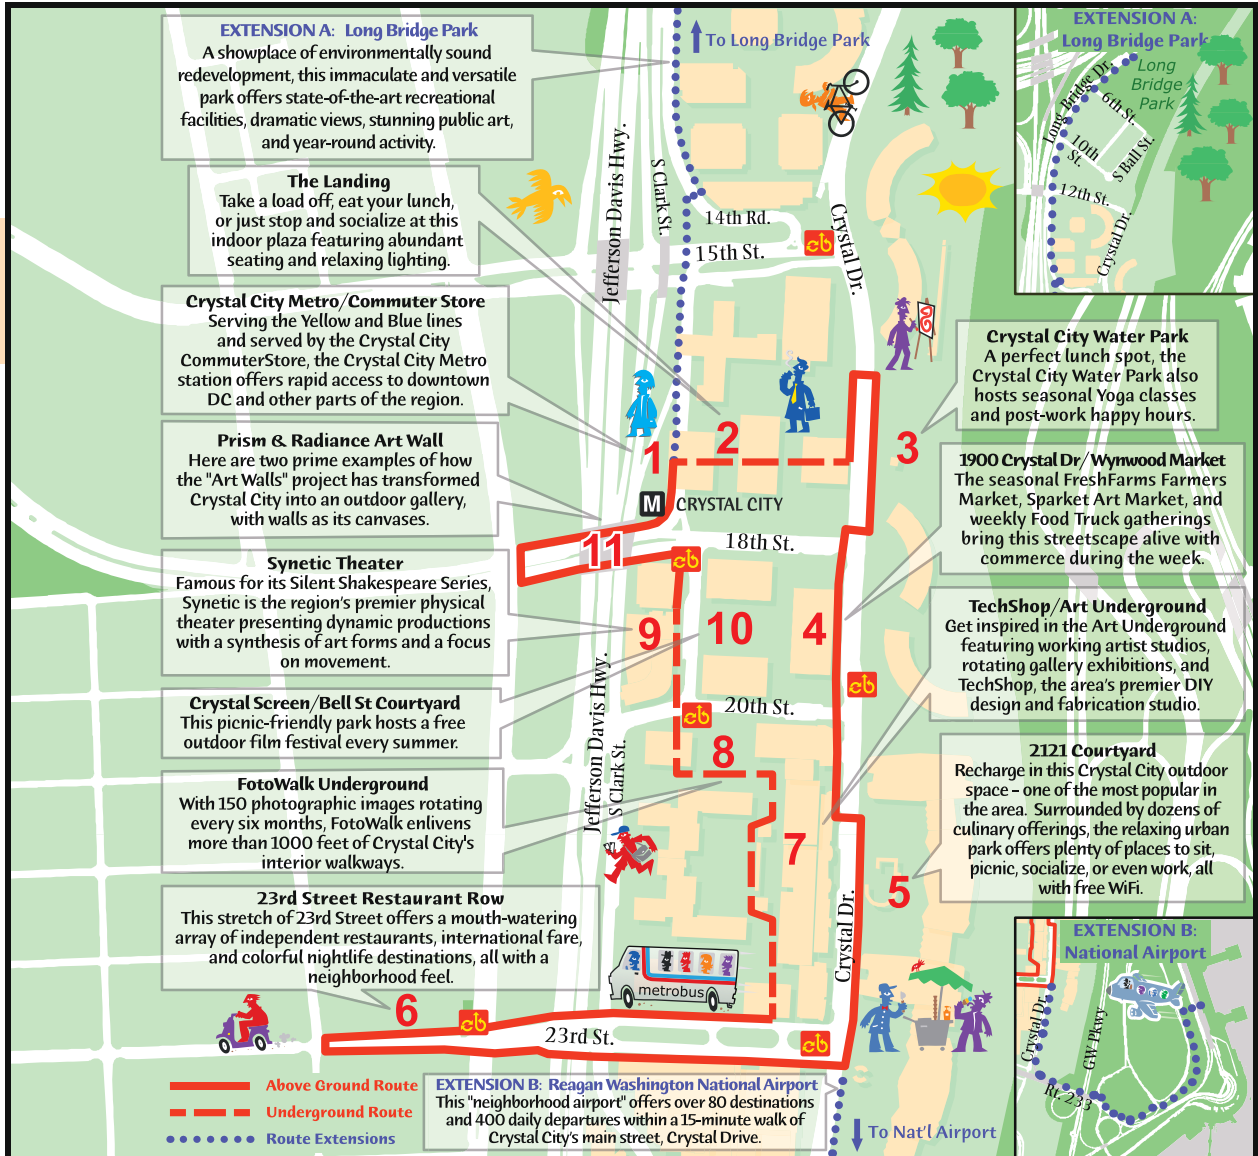 EXTENSION A: Long Bridge Park
A showplace of environmentally sound
redevelopment, this immaculate and versatile
park offers state-of-the-art recreational
facilities, dramatic views, stunning public art,
and year-round activity.
The Landing
Take a load off, eat your lunch,
or just stop and socialize at this
indoor plaza featuring abundant
seating and relaxing lighting.
Crystal City Metro/Commuter Store
Serving the Yellow and Blue lines
and served by the Crystal City
CommuterStore, the Crystal City Metro
station offers rapid access to downtown
DC and other parts of the region.
Prism & Radiance Art Wall
Here are two prime examples of how
the "Art Walls" project has transformed
Crystal City into an outdoor gallery,
with walls as its canvases.
Synetic Theater
Famous for its Silent Shakespeare Series,
Synetic is the region's premier physical
theater presenting dynamic productions
with a synthesis of art forms and a focus
on movement.
Crystal Screen/Bell St Courtyard
This picnic-friendly park hosts a free
outdoor film festival every summer.
FotoWalk Underground
With 150 photographic images rotating
every six months, FotoWalk enlivens
more than 1000 feet of Crystal City's
interior walkways.
23rd Street Restaurant Row
This stretch of 23rd Street offers a mouth-watering
array of independent restaurants, international fare,
and colorful nightlife destinations, all with a
neighborhood feel.
Above Ground Route
Underground Route
Route Extensions
EXTENSION B: Reagan Washington National Airport
This "neighborhood airport" offers over 80 destinations
and 400 daily departures within a 15-minute walk of
Crystal City's main street, Crystal Drive.
To Long Bridge Park
Jefferson Davis Hwy.
S Clark St.
14th Rd.
15th St.
Crystal Dr.
cb
1
2
3
M CRYSTAL CITY
11
18th St.
cb
9
10
4
cb
20th St.
cb
8
Jefferson Davis Hwy.
S Clark St.
7
5
Crystal Dr.
metrobus
6
cb
23rd St.
cb
To Nat'l Airport
EXTENSION A:
Long Bridge Park
Long
Bridge
Park
Long Bridge Dr.
6th St.
10th
St.
S Ball St.
12th St.
Crystal Dr.
Crystal City Water Park
A perfect lunch spot, the
Crystal City Water Park also
hosts seasonal Yoga classes
and post-work happy hours.
1900 Crystal Dr/Wynwood Market
The seasonal FreshFarms Farmers
Market, Sparket Art Market, and
weekly Food Truck gatherings
bring this streetscape alive with
commerce during the week.
TechShop/Art Underground
Get inspired in the Art Underground
featuring working artist studios,
rotating gallery exhibitions, and
TechShop, the area's premier DIY
design and fabrication studio.
2121 Courtyard
Recharge in this Crystal City outdoor
space – one of the most popular in
the area. Surrounded by dozens of
culinary offerings, the relaxing urban
park offers plenty of places to sit,
picnic, socialize, or even work, all
with free WiFi.
EXTENSION B:
National Airport
Crystal Dr.
GW Pkwy
Rt. 233